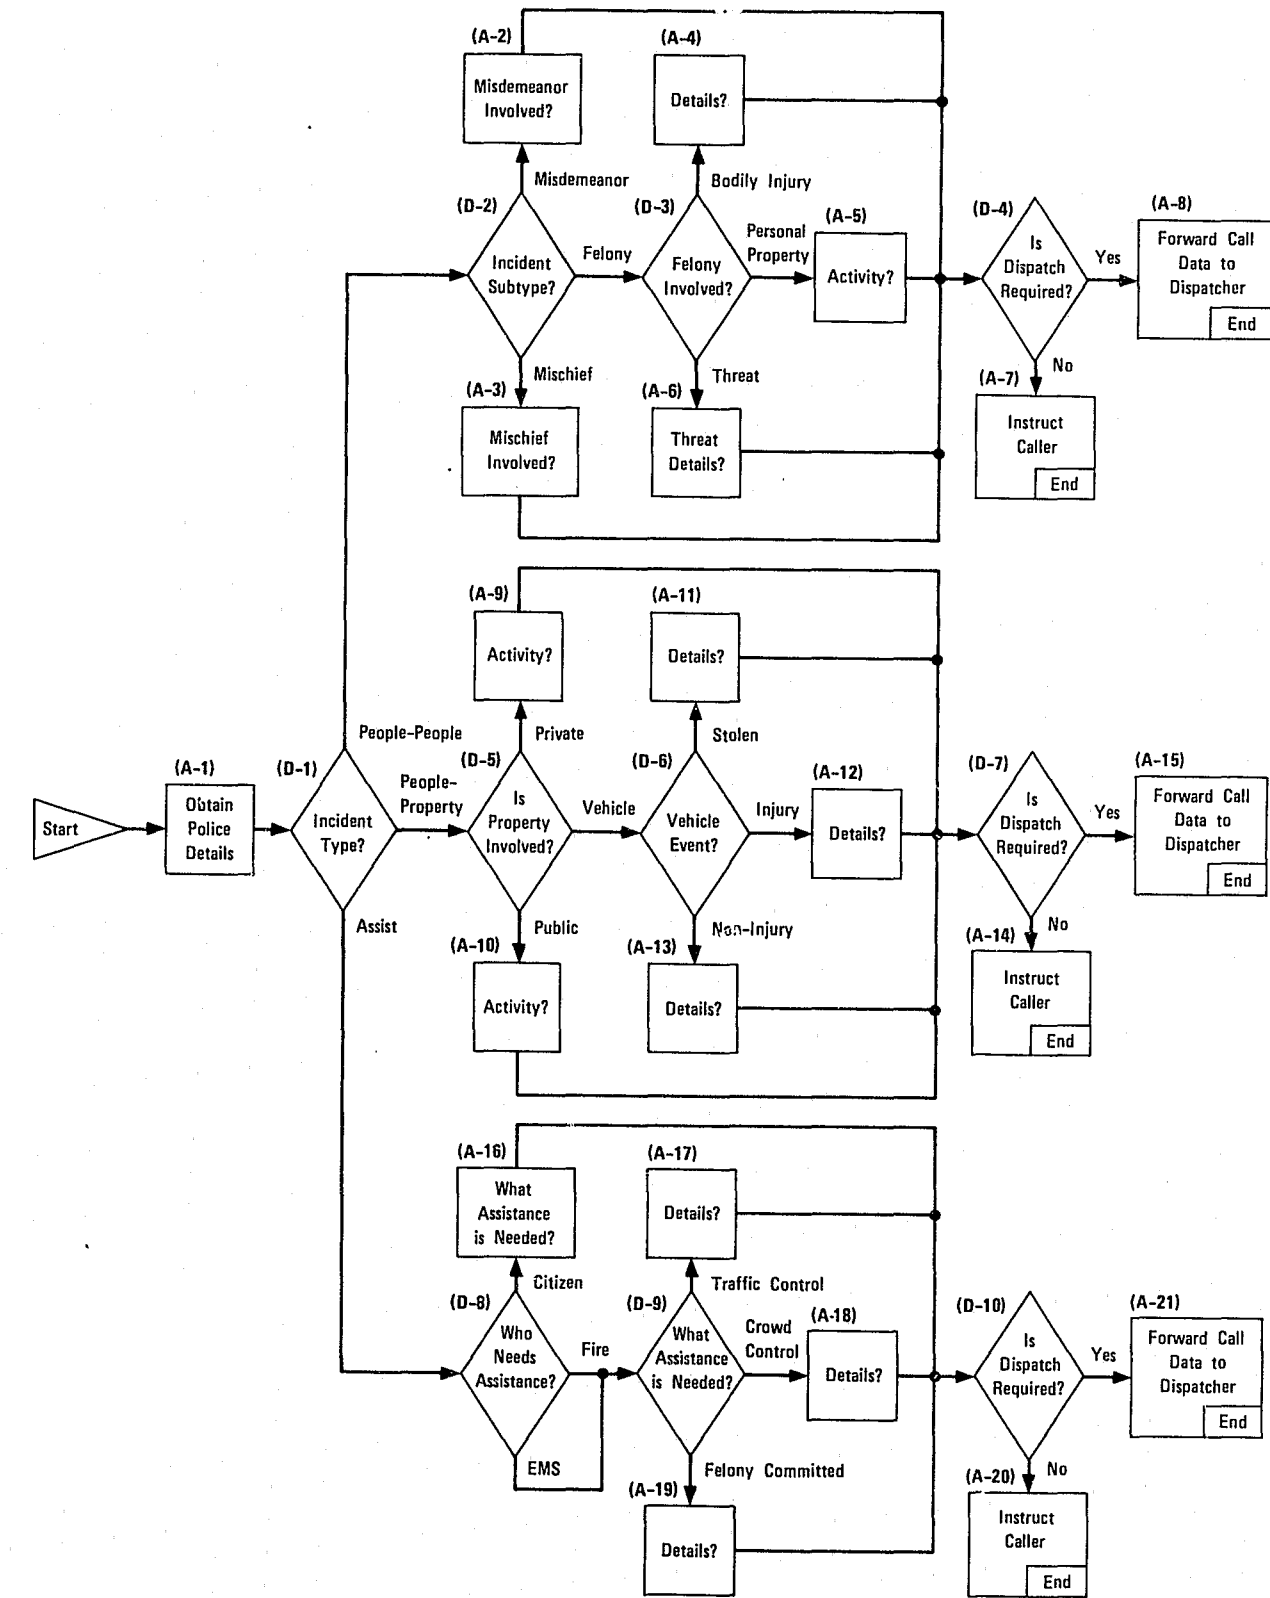 (A-2)
Misdemeanor
Involved?
(A-4)
Details?
Misdemeanor
Bodily Injury
(D-2)
Incident
Subtype?
Felony
(D-3)
Felony
Involved?
Personal
Property
(A-5)
Activity?
(D-4)
Is
Dispatch
Required?
Yes
(A-8)
Forward Call
Data to
Dispatcher
End
Mischief
(A-3)
Mischief
Involved?
Threat
(A-6)
Threat
Details?
No
(A-7)
Instruct
Caller
End
(A-9)
Activity?
(A-11)
Details?
People-People
Private
Stolen
Start
(A-1)
Obtain
Police
Details
(D-1)
Incident
Type?
People-
Property
(D-5)
Is
Property
Involved?
Vehicle
(D-6)
Vehicle
Event?
Injury
(A-12)
Details?
(D-7)
Is
Dispatch
Required?
Yes
(A-15)
Forward Call
Data to
Dispatcher
End
Assist
Public
(A-10)
Activity?
Non-Injury
(A-13)
Details?
No
(A-14)
Instruct
Caller
End
(A-16)
What
Assistance
is Needed?
(A-17)
Details?
Citizen
Traffic Control
(D-8)
Who
Needs
Assistance?
Fire
EMS
(D-9)
What
Assistance
is Needed?
Crowd
Control
(A-18)
Details?
(D-10)
Is
Dispatch
Required?
Yes
(A-21)
Forward Call
Data to
Dispatcher
End
Felony Committed
(A-19)
Details?
No
(A-20)
Instruct
Caller
End